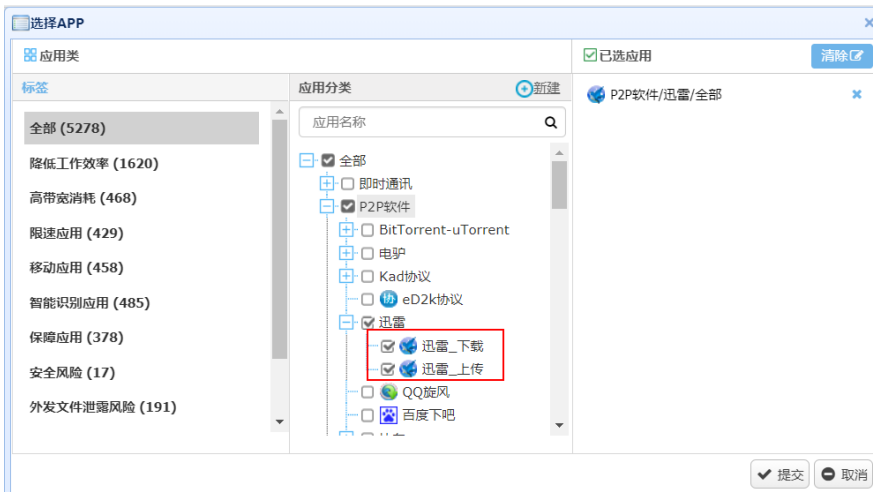 选择APP
应用类
已选应用
清除
标签
应用分类
新建
P2P软件/迅雷/全部
应用名称
全部 (5278)
降低工作效率 (1620)
高带宽消耗 (468)
限速应用 (429)
移动应用 (458)
智能识别应用 (485)
保障应用 (378)
安全风险 (17)
外发文件泄露风险 (191)
全部
即时通讯
P2P软件
BitTorrent-uTorrent
电驴
Kad协议
协 eD2k协议
迅雷
迅雷_下载
迅雷_上传
QQ旋风
百度下吧
提交
取消